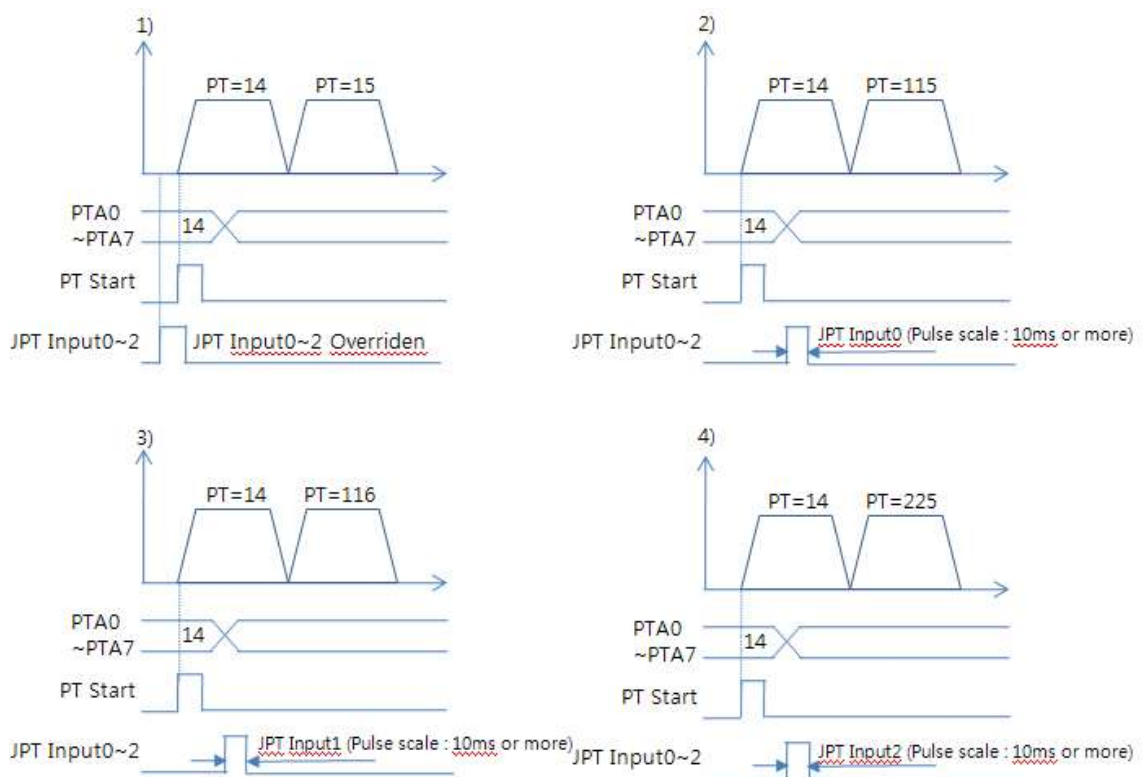 1)
PT=14 PT=15
PTA0
~PTA7
14
PT Start
JPT Input0~2
JPT Input0~2 Overriden
2)
PT=14 PT=115
PTA0
~PTA7
14
PT Start
JPT Input0~2
JPT Input0 (Pulse scale : 10ms or more)
3)
PT=14 PT=116
PTA0
~PTA7
14
PT Start
JPT Input0~2
JPT Input1 (Pulse scale : 10ms or more)
4)
PT=14 PT=225
PTA0
~PTA7
14
PT Start
JPT Input0~2
JPT Input2 (Pulse scale : 10ms or more)